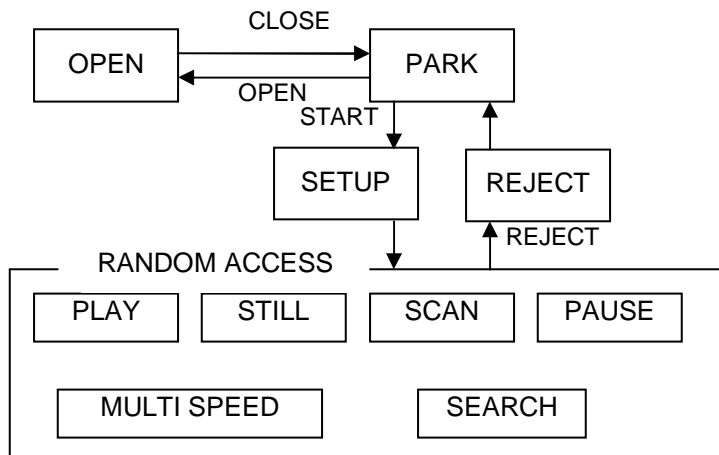 CLOSE
OPEN
PARK
OPEN
START
SETUP
REJECT
REJECT
RANDOM ACCESS
PLAY
STILL
SCAN
PAUSE
MULTI SPEED
SEARCH